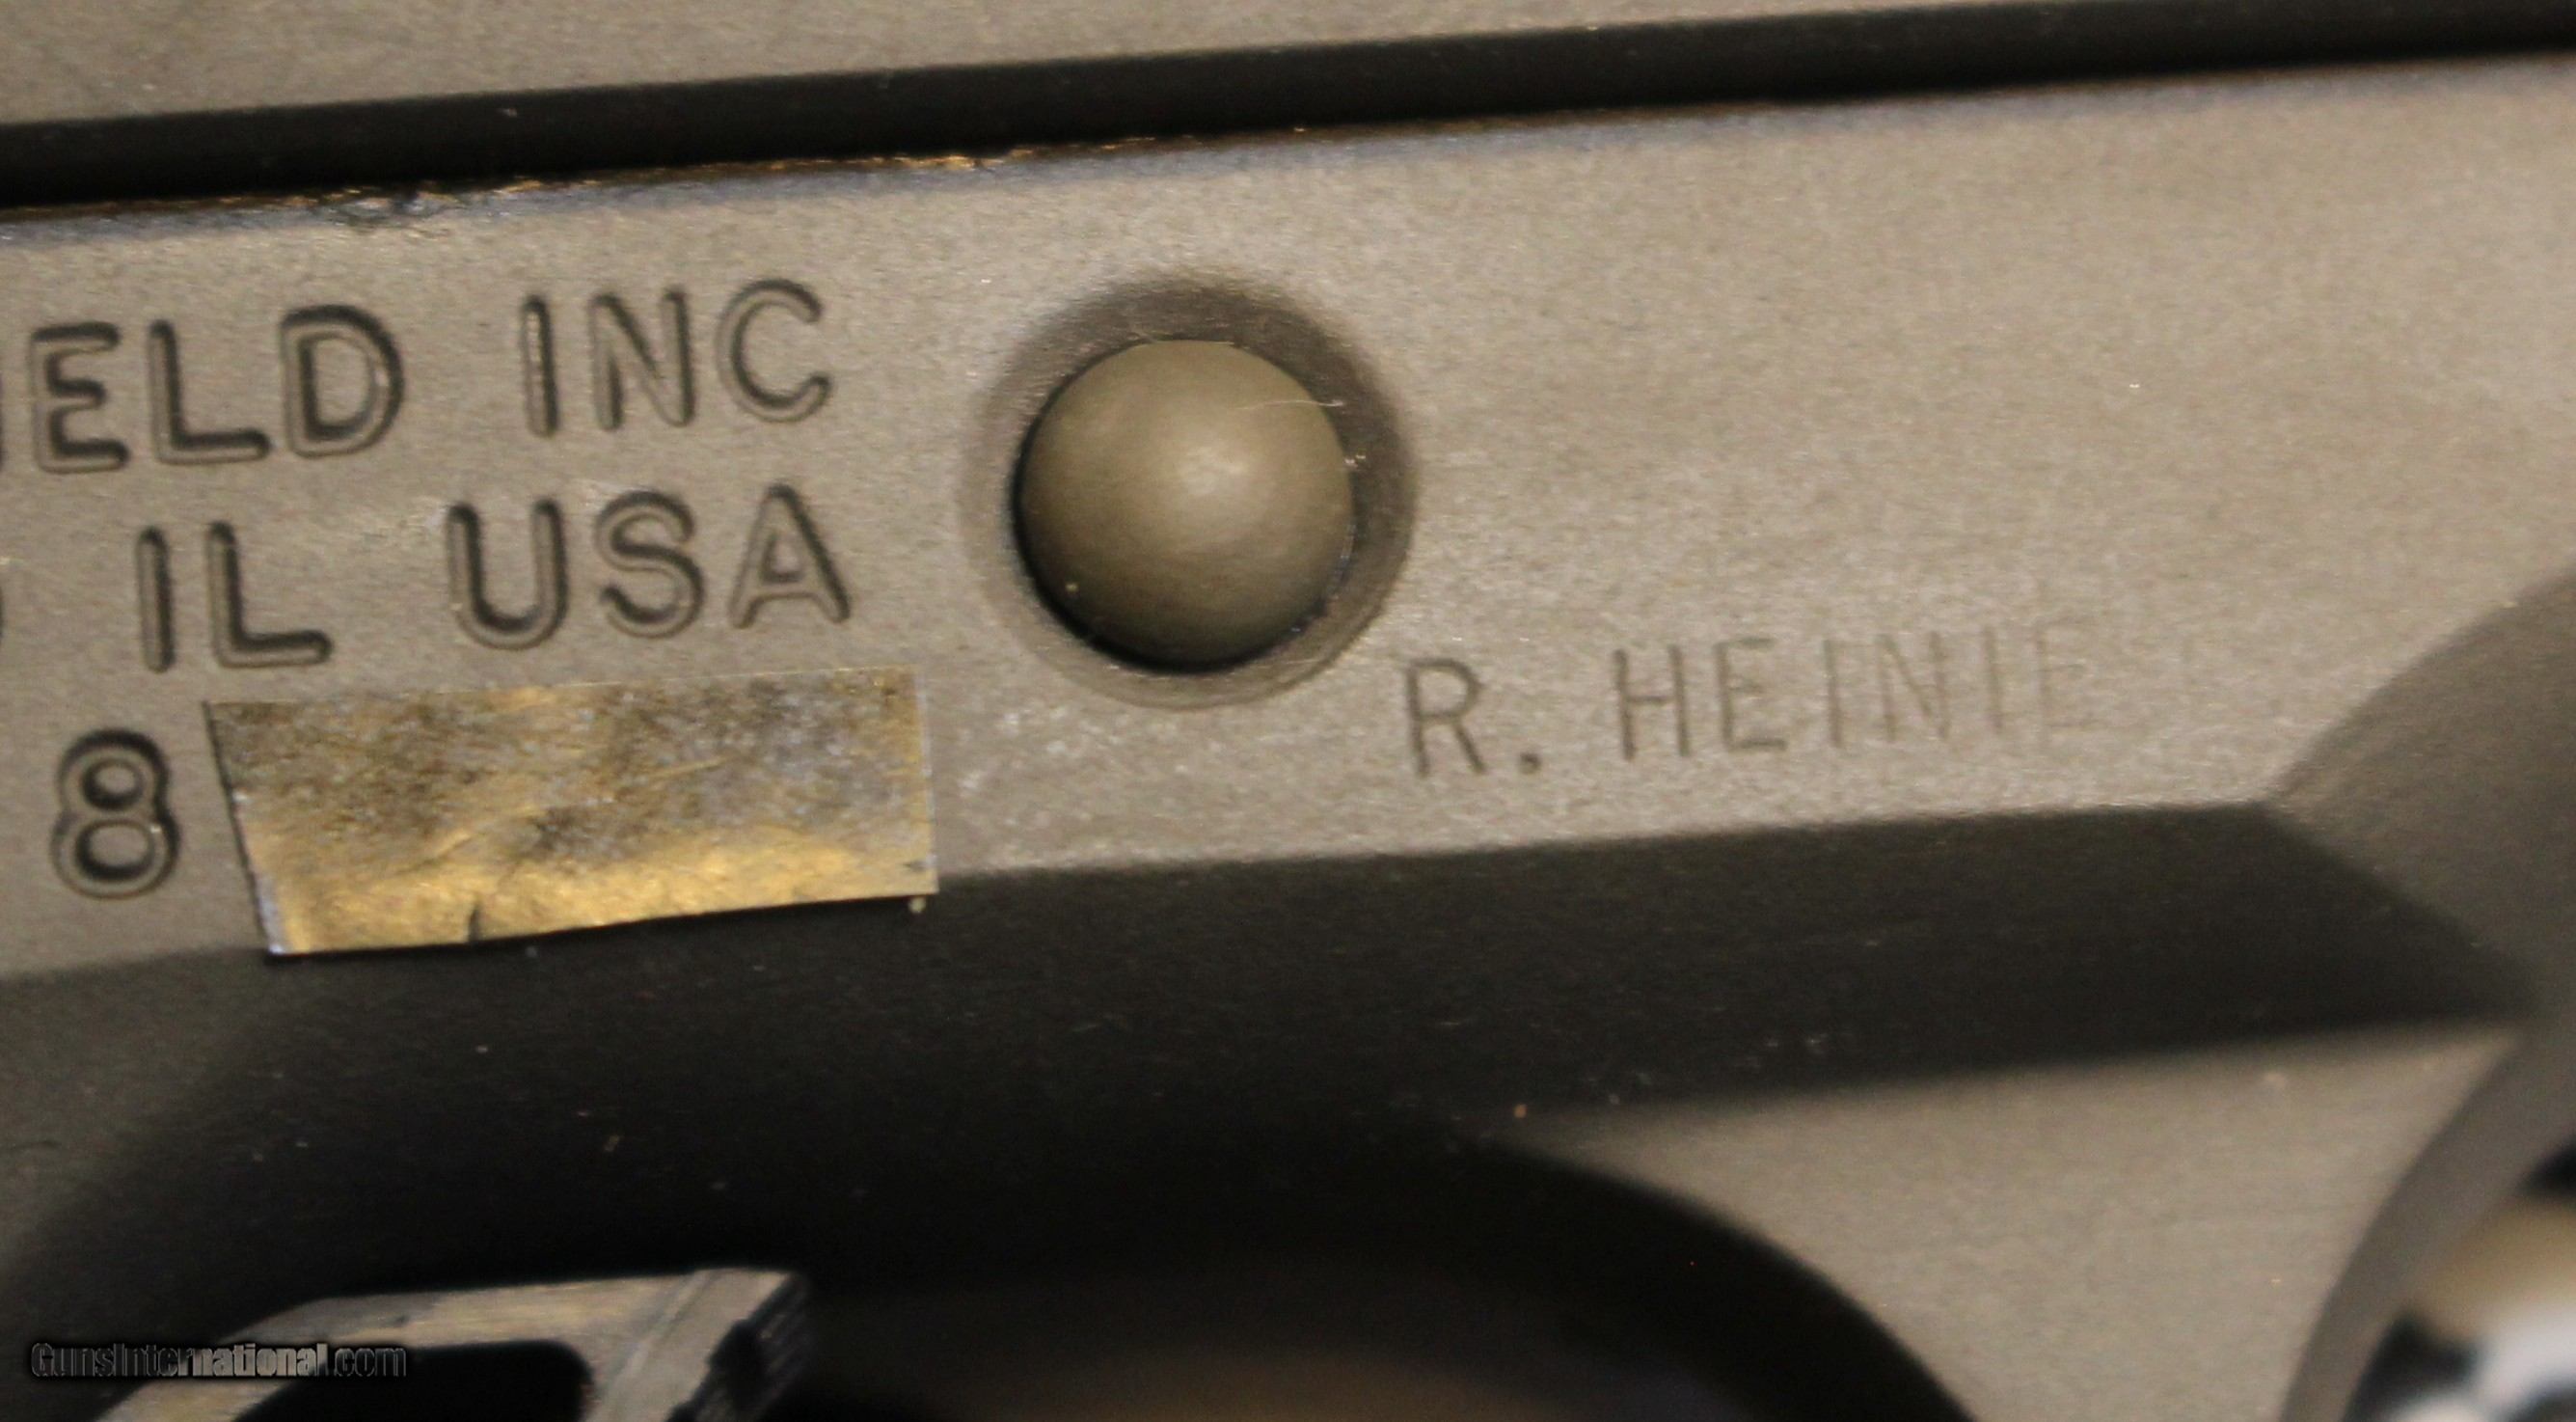 IELD INC
IL USA
8
R. HEINIE
GunsInternational.com